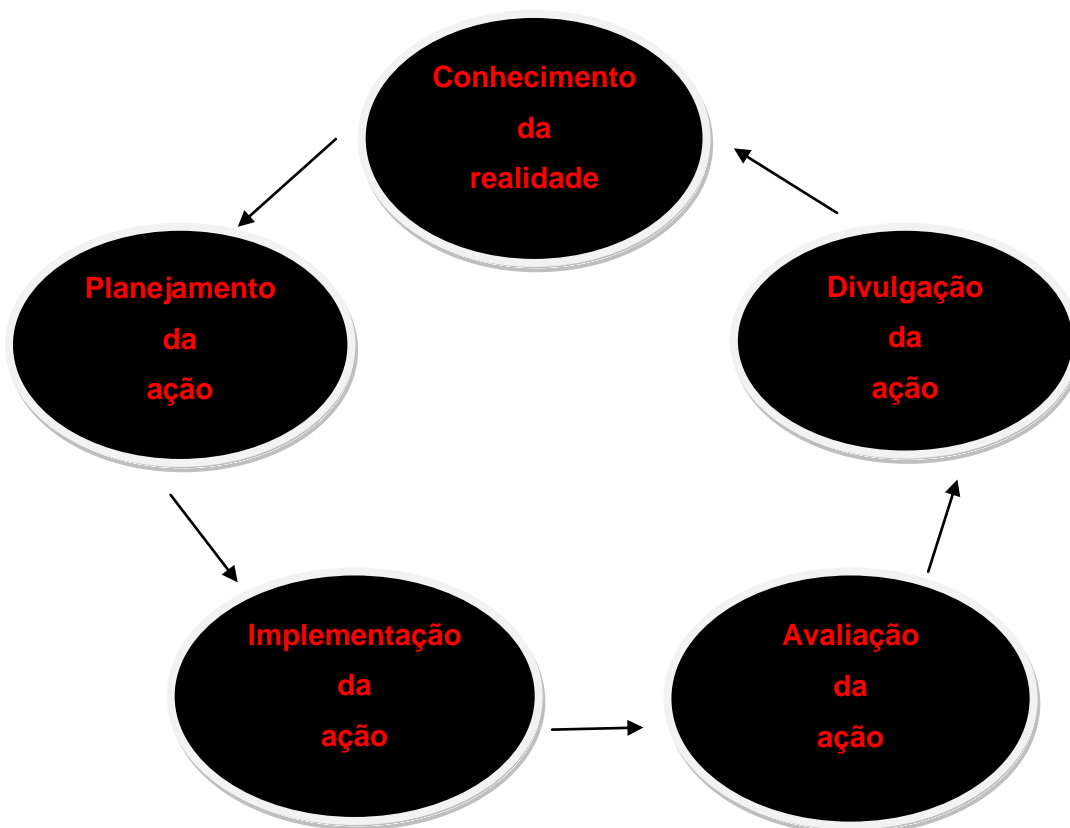 Conhecimento
da
realidade
Planejamento
da
ação
Divulgação
da
ação
Implementação
da
ação
Avaliação
da
ação